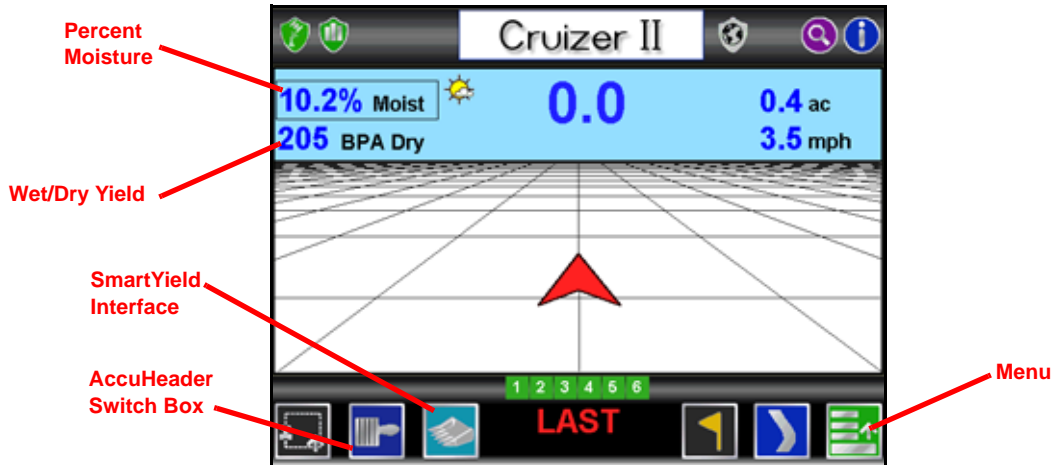 Percent
Moisture
Cruizer II
10.2% Moist
0.0
0.4 ac
205 BPA Dry
3.5 mph
Wet/Dry Yield
SmartYield
Interface
AccuHeader
Switch Box
1 2 3 4 5 6
LAST
Menu